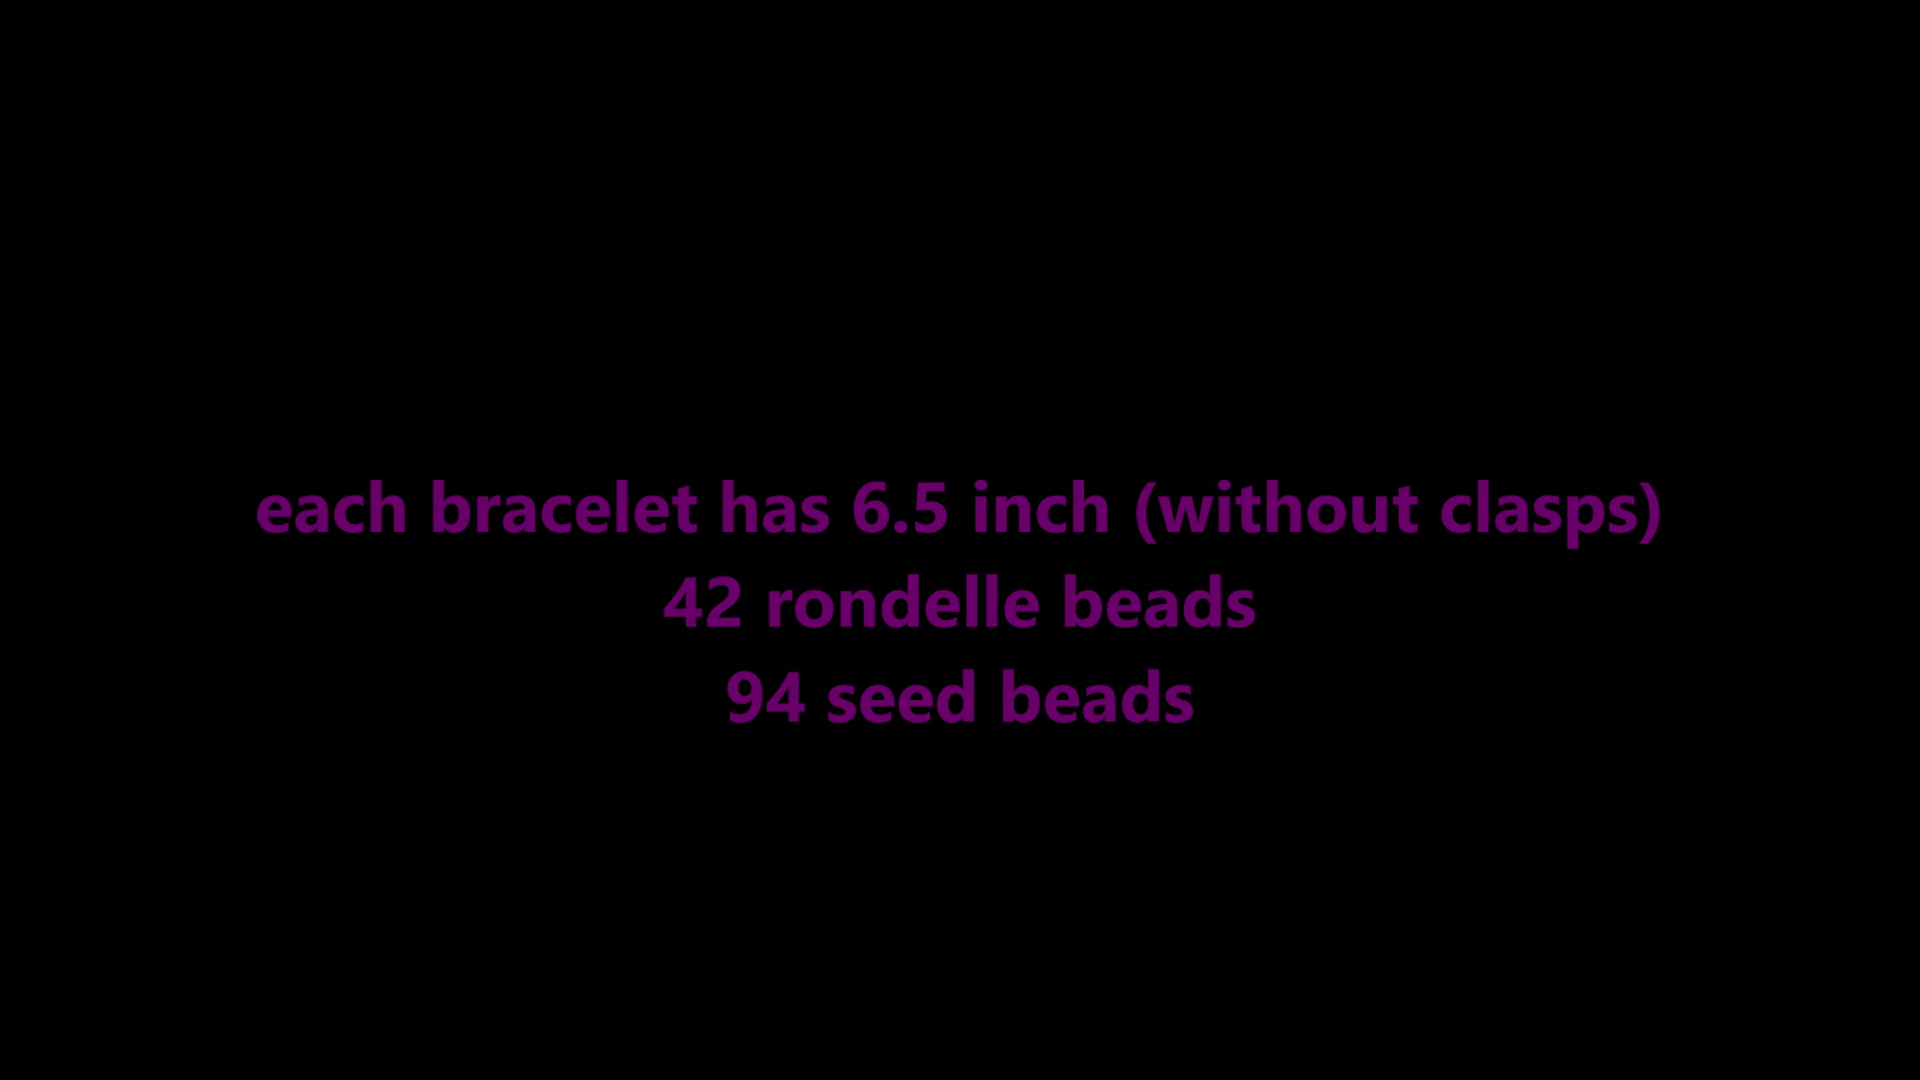 each bracelet has 6.5 inch (without clasps)
42 rondelle beads
94 seed beads